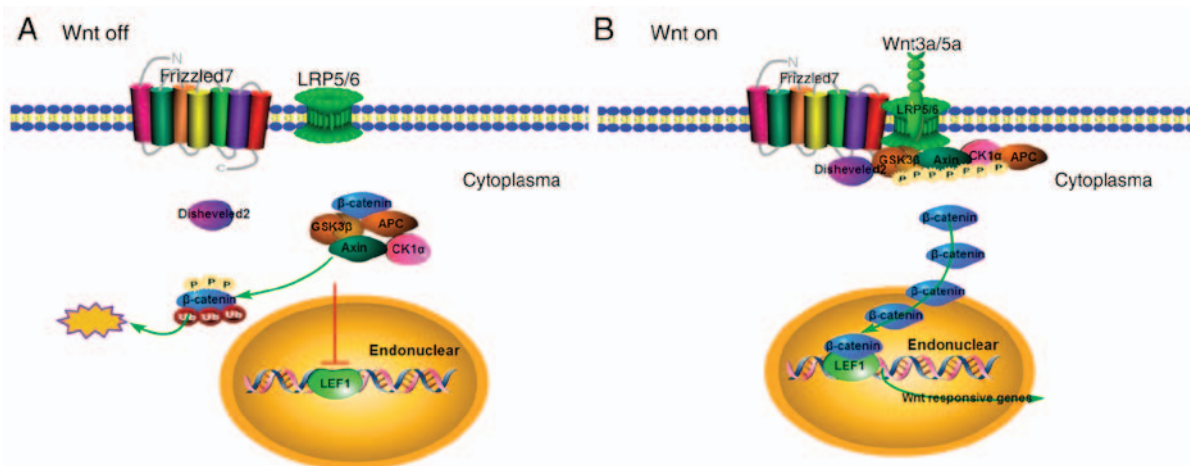 A Wnt off
N
Frizzled7
LRP5/6
C
Cytoplasma
Disheveled2
β-catenin
GSK3β
APC
Axin
CK1α
P P P
β-catenin
Ub Ub Ub
Endonuclear
LEF1
B Wnt on
Wnt3a/5a
N
Frizzled7
LRP5/6
GSK3β
Axin
CK1α
APC
Disheveled2
P P P P P P P
Cytoplasma
β-catenin
β-catenin
β-catenin
β-catenin
β-catenin
Endonuclear
LEF1
Wnt responsive genes